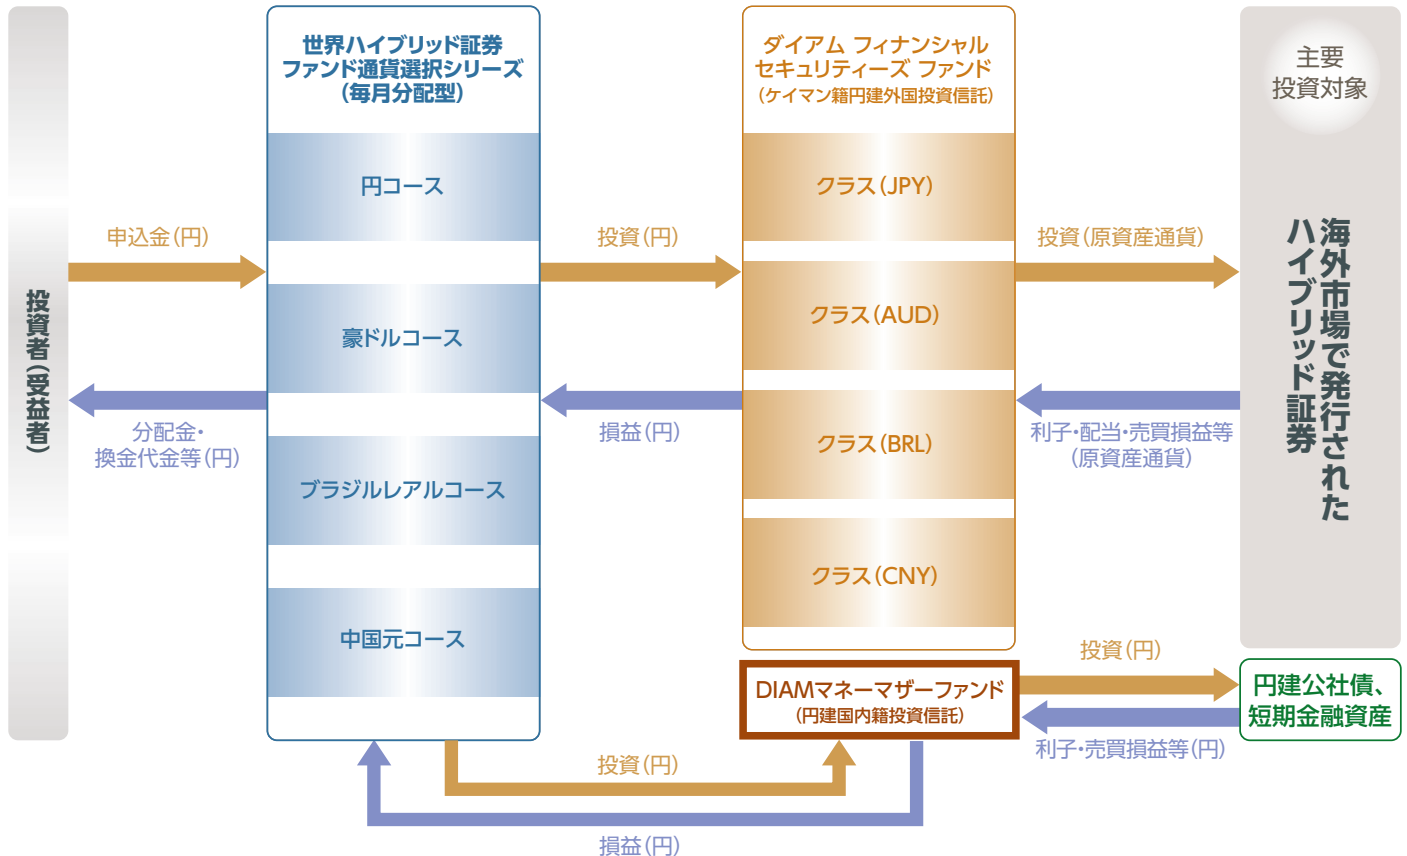 投資者(受益者)
申込金(円)
分配金・
換金代金等(円)
世界ハイブリッド証券
ファンド通貨選択シリーズ
(毎月分配型)
円コース
豪ドルコース
ブラジルレアルコース
中国元コース
投資(円)
損益(円)
ダイアム フィナンシャル
セキュリティーズ ファンド
(ケイマン籍円建外国投資信託)
クラス(JPY)
クラス(AUD)
クラス(BRL)
クラス(CNY)
投資(原資産通貨)
利子・配当・売買損益等
(原資産通貨)
主要
投資対象
海外市場で発行された
ハイブリッド証券
DIAMマネーマザーファンド
(円建国内籍投資信託)
投資(円)
利子・売買損益等(円)
円建公社債、
短期金融資産
投資(円)
損益(円)